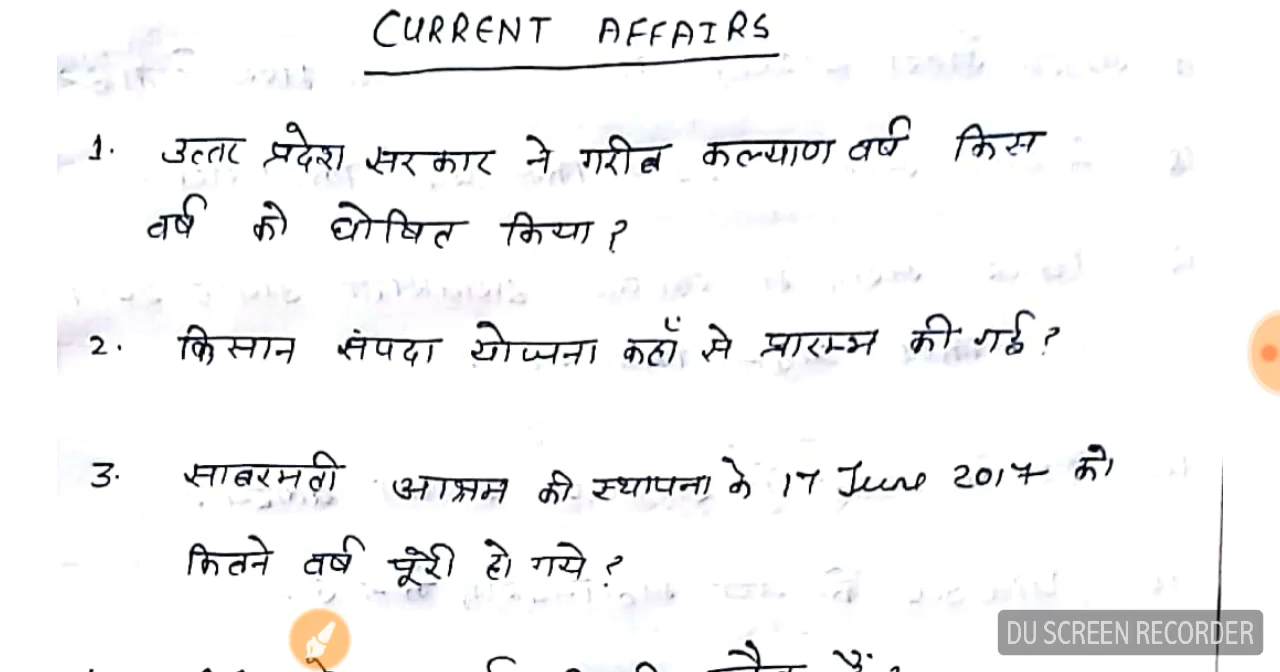 CURRENT AFFAIRS
1. उत्तर प्रदेश सरकार ने गरीब कल्याण वर्ष किस
वर्ष को घोषित किया?
2. किसान संपदा योजना कहाँ से प्रारम्भ की गई?
3. साबरमती आश्रम की स्थापना के 17 June 2017 को
कितने वर्ष पूरी हो गये?
DU SCREEN RECORDER